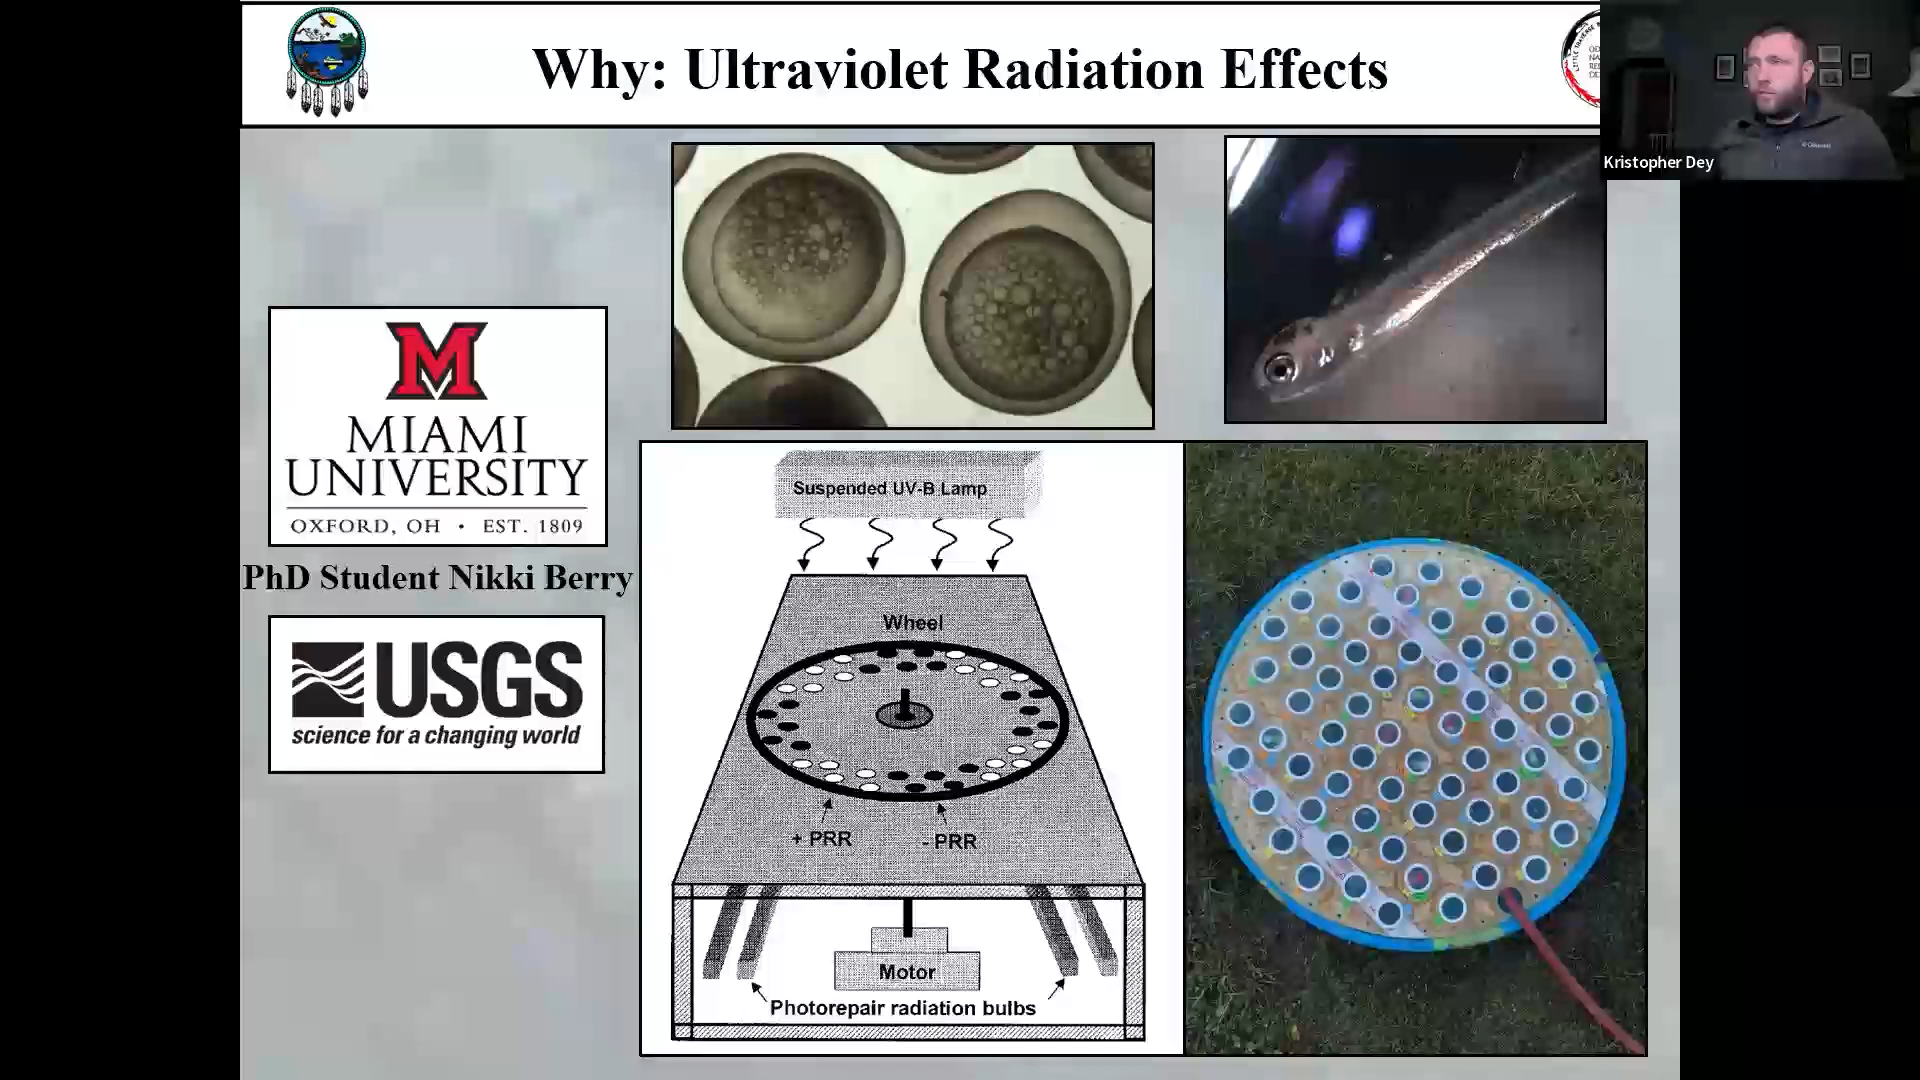 Why: Ultraviolet Radiation Effects
Kristopher Dey
M
MIAMI
UNIVERSITY
OXFORD, OH • EST. 1809
PhD Student Nikki Berry
USGS
science for a changing world
Suspended UV-B Lamp
Wheel
+ PRR
- PRR
Motor
Photorepair radiation bulbs